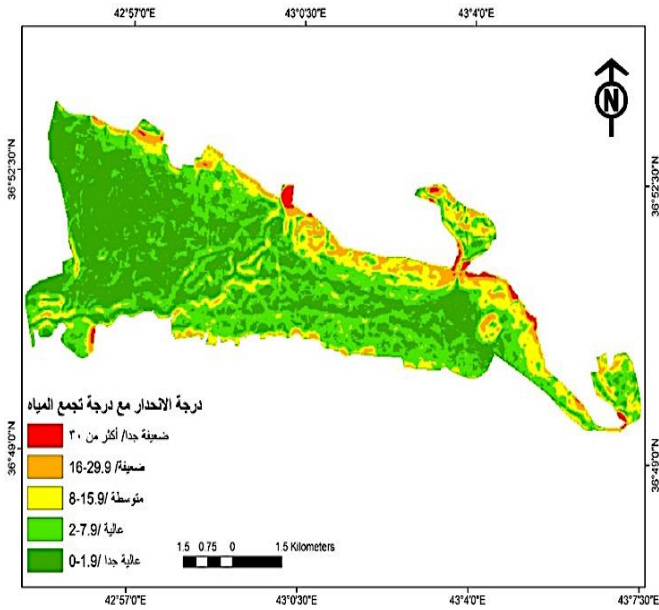 42°57'0"E 43°0'30"E 43°4'0"E
N
36°52'30"N 36°52'30"N
درجة الانحدار مع درجة تجمع المياه
ضعيفة جدا/ أكثر من ٣٠
ضعيفة/ 16-29.9
متوسطة/ 8-15.9
عالية/ 2-7.9
عالية جدا/ 0-1.9
36°49'0"N 36°49'0"N
1.5 0.75 0 1.5 Kilometers
42°57'0"E 43°0'30"E 43°4'0"E 43°7'30"E